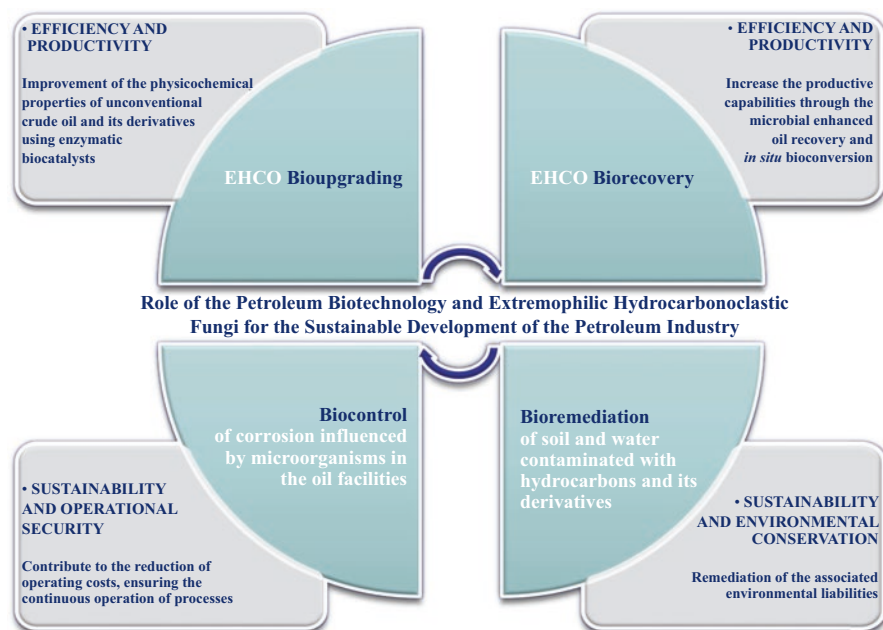 • EFFICIENCY AND
PRODUCTIVITY
Improvement of the physicochemical
properties of unconventional
crude oil and its derivatives
using enzymatic
biocatalysts
EHCO Bioupgrading
• EFFICIENCY AND
PRODUCTIVITY
Increase the productive
capabilities through the
microbial enhanced
oil recovery and
in situ bioconversion
EHCO Biorecovery
Role of the Petroleum Biotechnology and Extremophilic Hydrocarbonoclastic
Fungi for the Sustainable Development of the Petroleum Industry
Biocontrol
of corrosion influenced
by microorganisms in
the oil facilities
• SUSTAINABILITY
AND OPERATIONAL
SECURITY
Contribute to the reduction of
operating costs, ensuring the
continuous operation of processes
Bioremediation
of soil and water
contaminated with
hydrocarbons and its
derivatives
• SUSTAINABILITY
AND ENVIRONMENTAL
CONSERVATION
Remediation of the associated
environmental liabilities